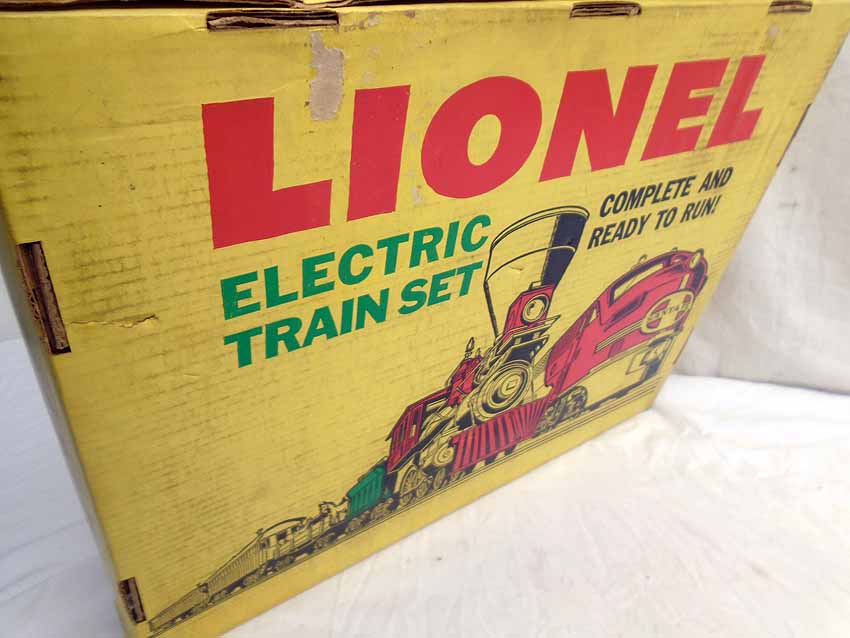 LIONEL
ELECTRIC
TRAIN SET
COMPLETE AND
READY TO RUN!